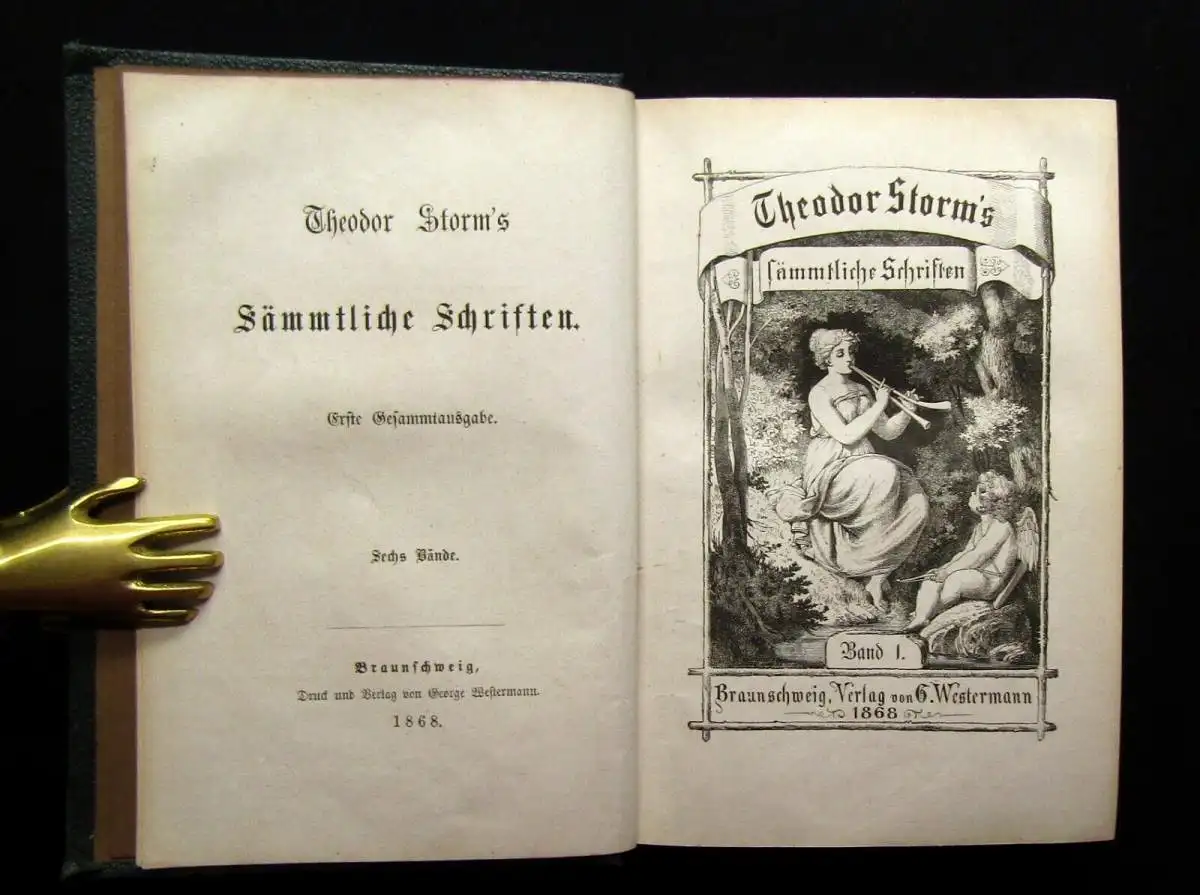 Theodor Storm's
Sämmtliche Schriften.
Erste Gesammtausgabe.
Sechs Bände.
Braunschweig,
Druck und Verlag von George Westermann.
1868.
Theodor Storm's
sämmtliche Schriften
Band 1.
Braunschweig, Verlag von G. Westermann
1868